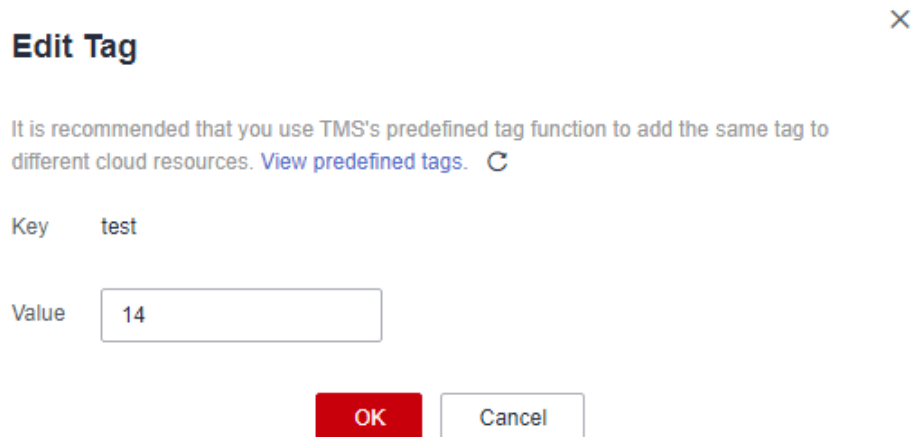 Edit Tag
It is recommended that you use TMS's predefined tag function to add the same tag to
different cloud resources. View predefined tags.
Key test
Value 14
OK Cancel